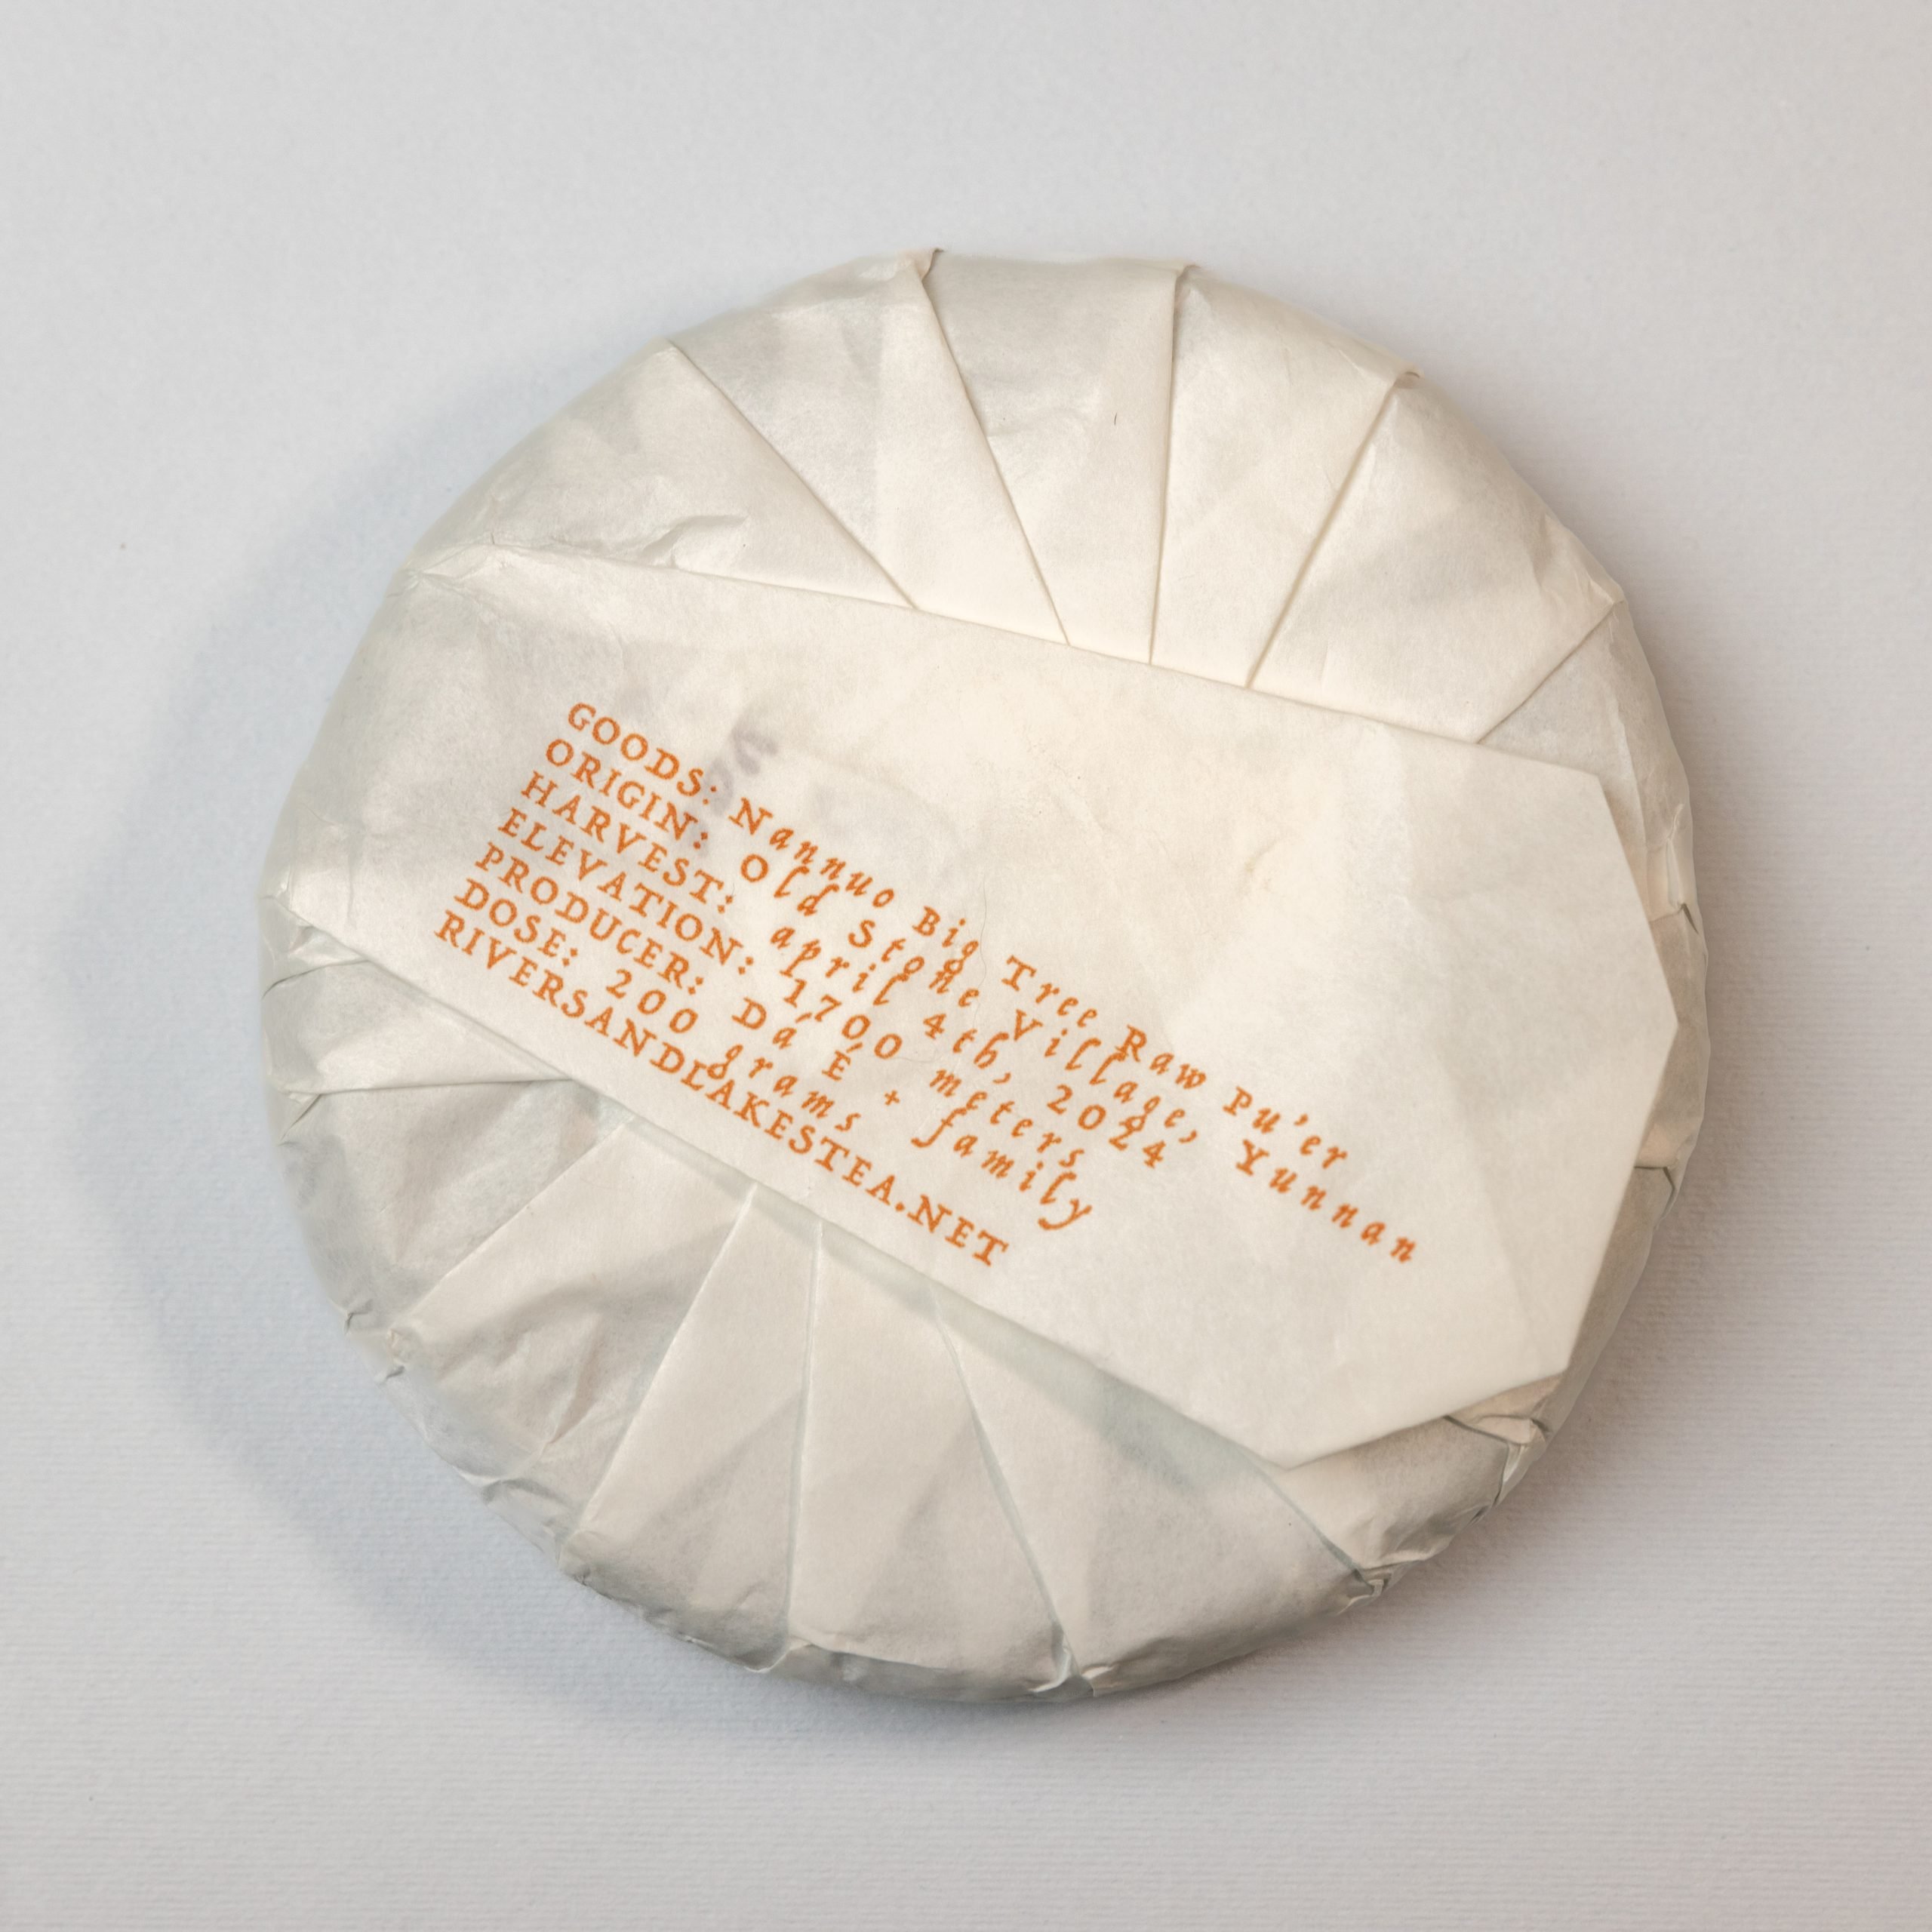 GOODS: Nannuo Big Tree Raw Pu'er
ORIGIN: Old Stone Village, Yunnan
HARVEST: april 4th, 2024
ELEVATION: 1700 meters
PRODUCER: Dá É + family
DOSE: 200 grams
RIVERSANDLAKESTEA.NET